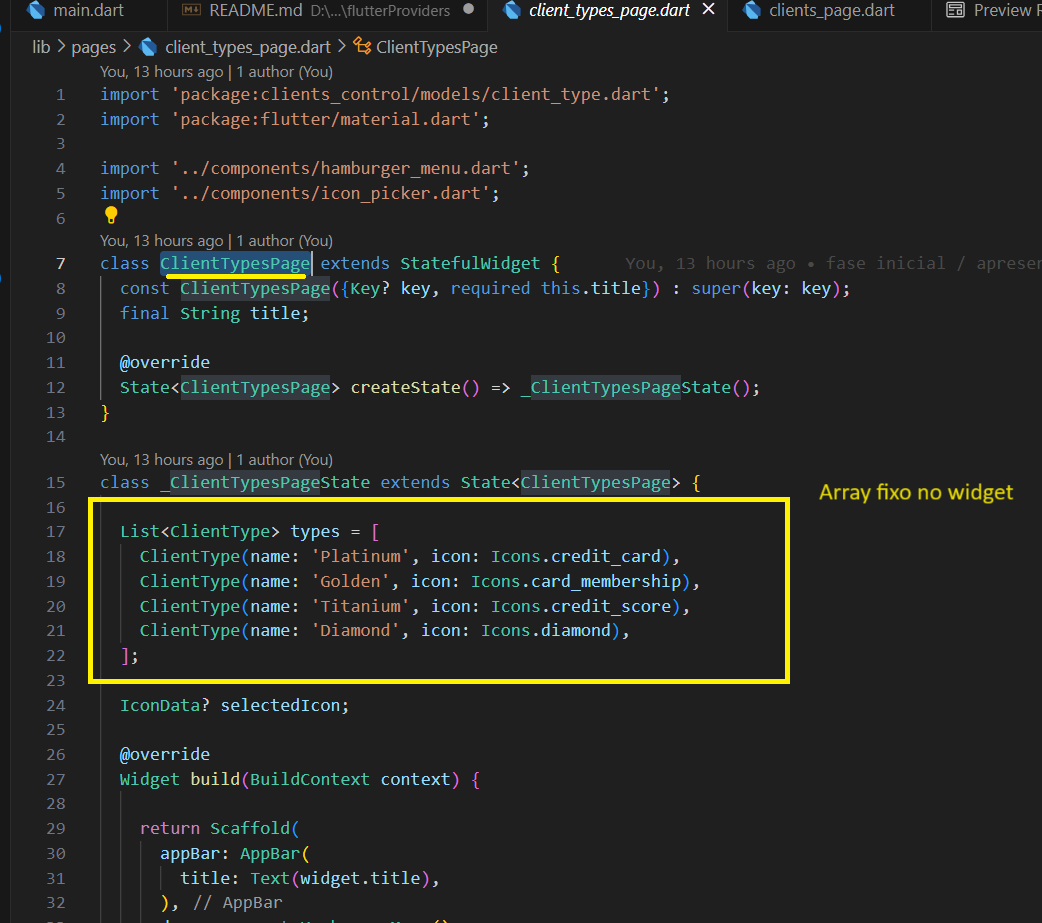 main.dart README.md D:\...\flutterProviders client_types_page.dart clients_page.dart Preview
lib > pages > client_types_page.dart > ClientTypesPage
You, 13 hours ago | 1 author (You)
1 import 'package:clients_control/models/client_type.dart';
2 import 'package:flutter/material.dart';
3
4 import '../components/hamburger_menu.dart';
5 import '../components/icon_picker.dart';
6
You, 13 hours ago | 1 author (You)
7 class ClientTypesPage extends StatefulWidget { You, 13 hours ago • fase inicial / apreser
8 const ClientTypesPage({Key? key, required this.title}) : super(key: key);
9 final String title;
10
11 @override
12 State<ClientTypesPage> createState() => _ClientTypesPageState();
13 }
14
You, 13 hours ago | 1 author (You)
15 class _ClientTypesPageState extends State<ClientTypesPage> {
16
Array fixo no widget
17 List<ClientType> types = [
18 ClientType(name: 'Platinum', icon: Icons.credit_card),
19 ClientType(name: 'Golden', icon: Icons.card_membership),
20 ClientType(name: 'Titanium', icon: Icons.credit_score),
21 ClientType(name: 'Diamond', icon: Icons.diamond),
22 ];
23
24 IconData? selectedIcon;
25
26 @override
27 Widget build(BuildContext context) {
28
29 return Scaffold(
30 appBar: AppBar(
31 title: Text(widget.title),
32 ), // AppBar